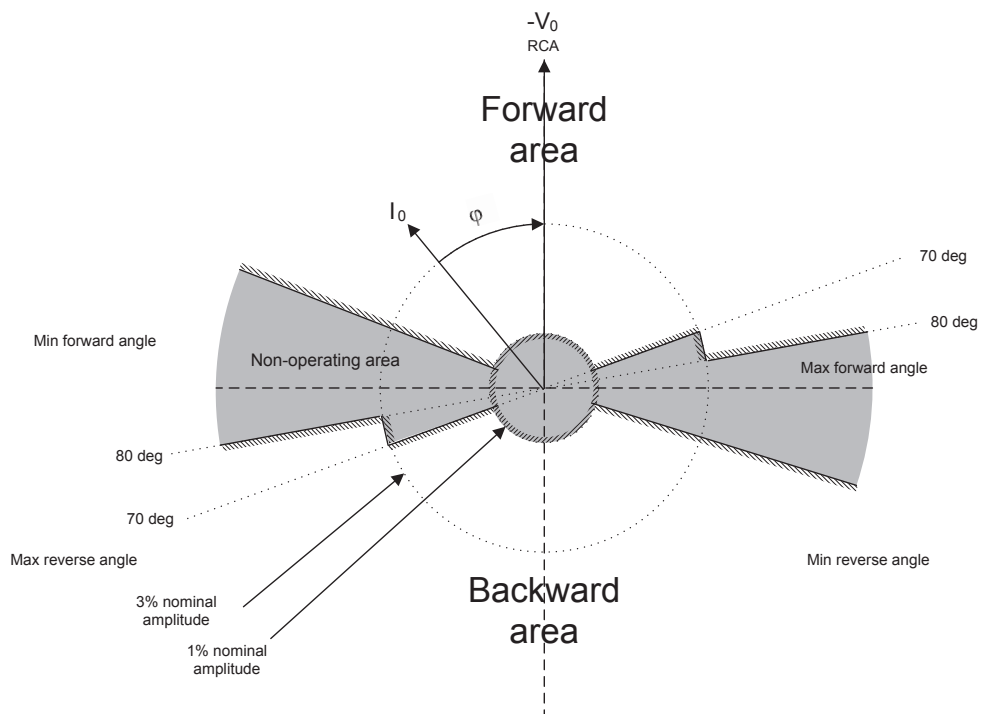 -V0
RCA
Forward
area
I0
φ
70 deg
80 deg
Min forward angle
Non-operating area
Max forward angle
80 deg
70 deg
Max reverse angle
Min reverse angle
Backward
area
3% nominal
amplitude
1% nominal
amplitude